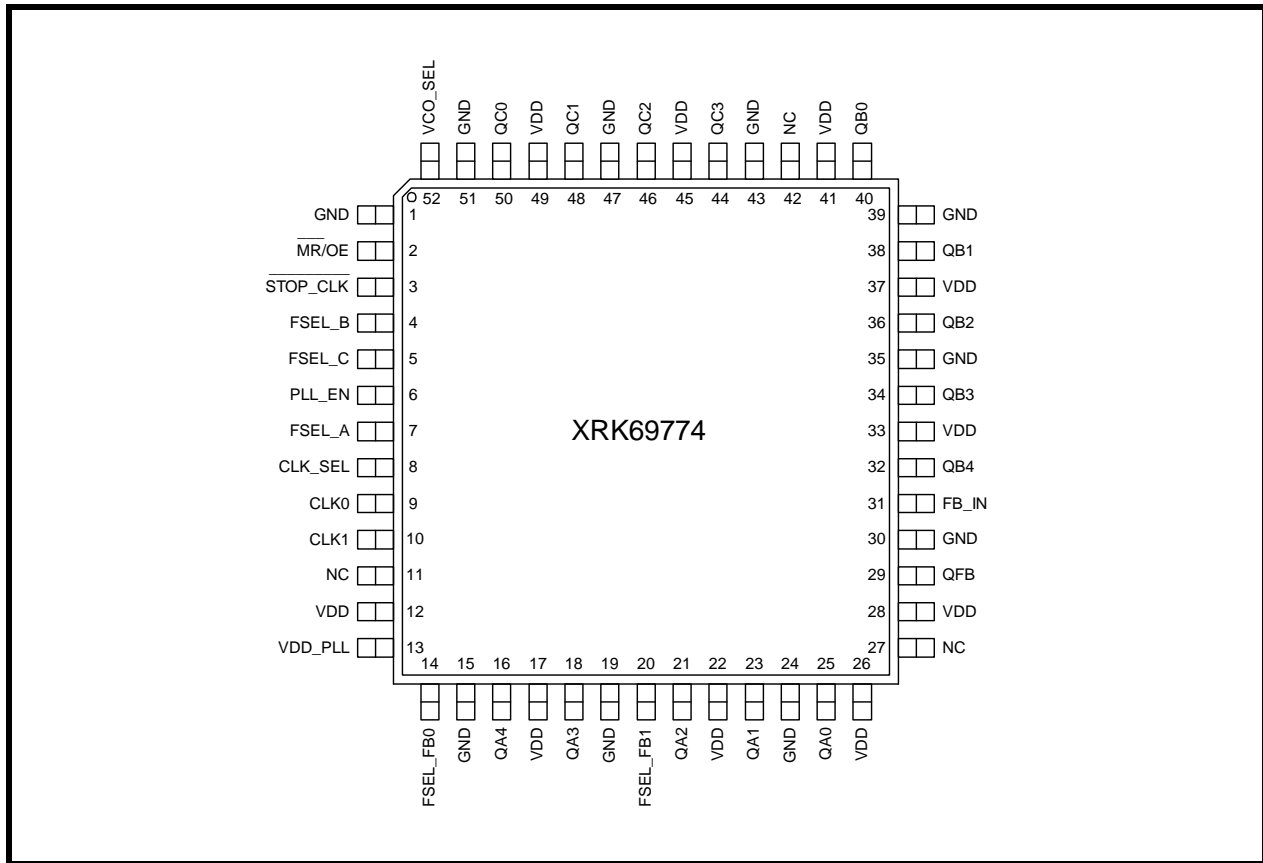 VCO_SEL GND QC0 VDD QC1 GND QC2 VDD QC3 GND NC VDD QB0
52 51 50 49 48 47 46 45 44 43 42 41 40
GND 1 39 GND
MR/OE 2 38 QB1
STOP_CLK 3 37 VDD
FSEL_B 4 36 QB2
FSEL_C 5 35 GND
PLL_EN 6 34 QB3
FSEL_A 7 XRK69774 33 VDD
CLK_SEL 8 32 QB4
CLK0 9 31 FB_IN
CLK1 10 30 GND
NC 11 29 QFB
VDD 12 28 VDD
VDD_PLL 13 27 NC
14 15 16 17 18 19 20 21 22 23 24 25 26
FSEL_FB0 GND QA4 VDD QA3 GND FSEL_FB1 QA2 VDD QA1 GND QA0 VDD